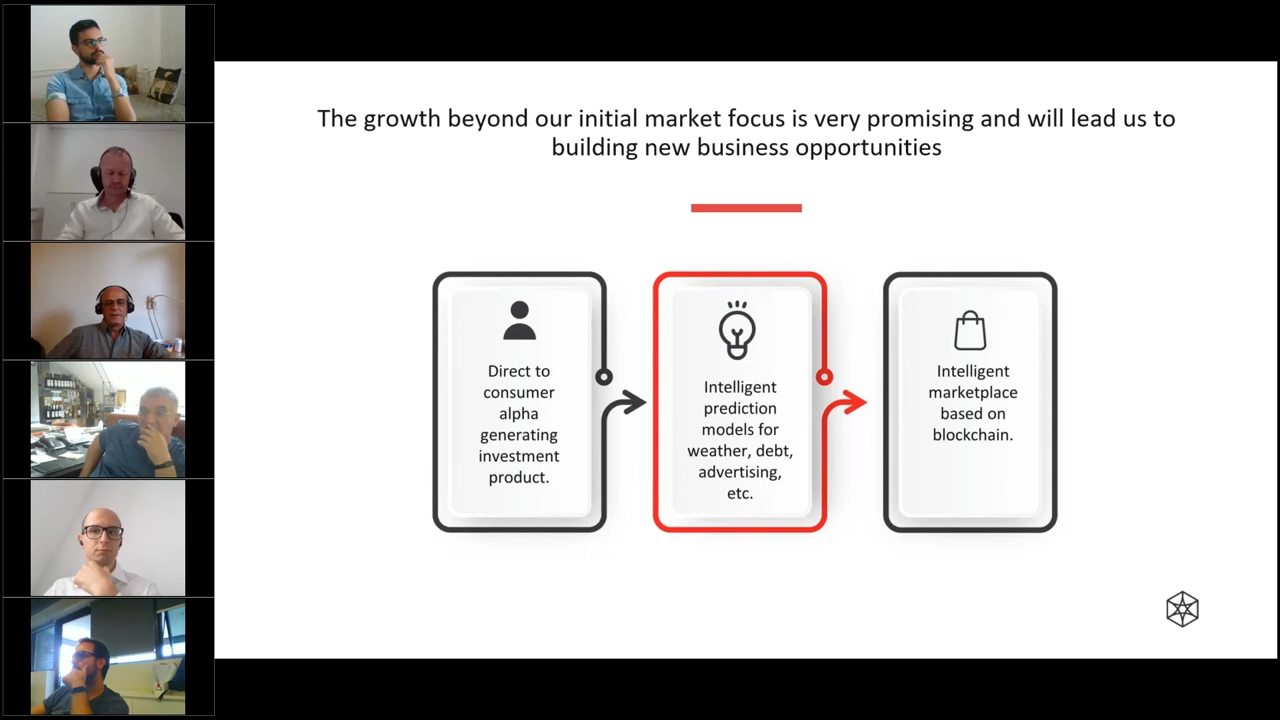 The growth beyond our initial market focus is very promising and will lead us to
building new business opportunities
Direct to
consumer
alpha
generating
investment
product.
Intelligent
prediction
models for
weather, debt,
advertising,
etc.
Intelligent
marketplace
based on
blockchain.